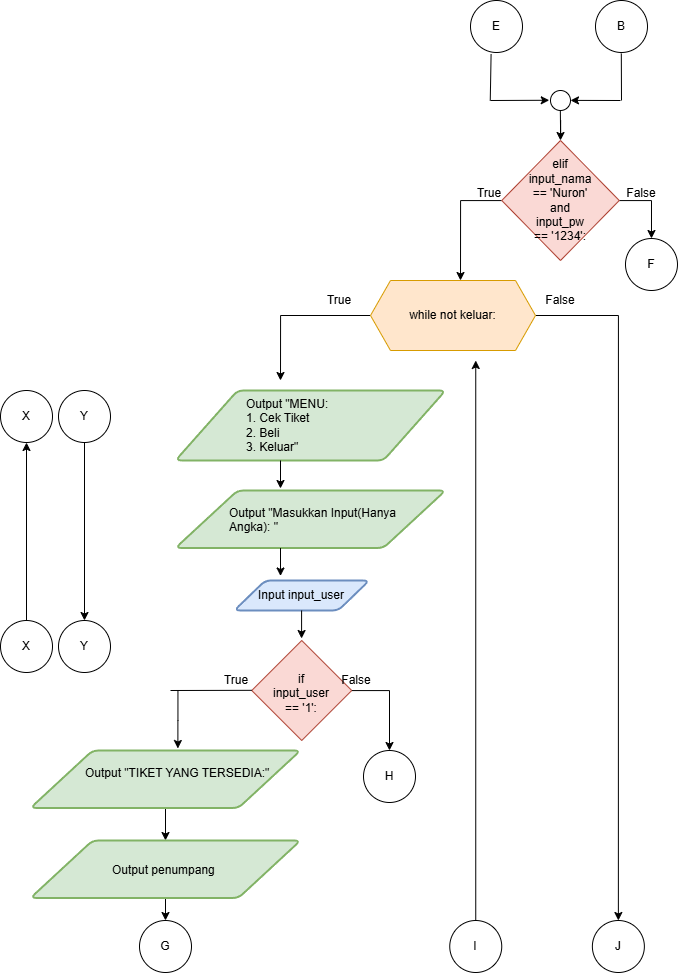 E
B
elif
input_nama
== 'Nuron'
and
input_pw
== '1234':
True
False
F
while not keluar:
True
False
Output "MENU:
1. Cek Tiket
2. Beli
3. Keluar"
X
Y
Output "Masukkan Input(Hanya
Angka): "
Input input_user
X
Y
if
input_user
== '1':
True
False
Output "TIKET YANG TERSEDIA:"
H
Output penumpang
G
I
J